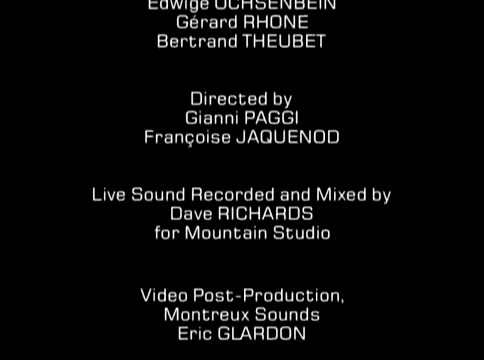 Edwige OCHSENBEIN
Gérard RHONE
Bertrand THEUBET
Directed by
Gianni PAGGI
Françoise JAQUENOD
Live Sound Recorded and Mixed by
Dave RICHARDS
for Mountain Studio
Video Post-Production,
Montreux Sounds
Eric GLARDON